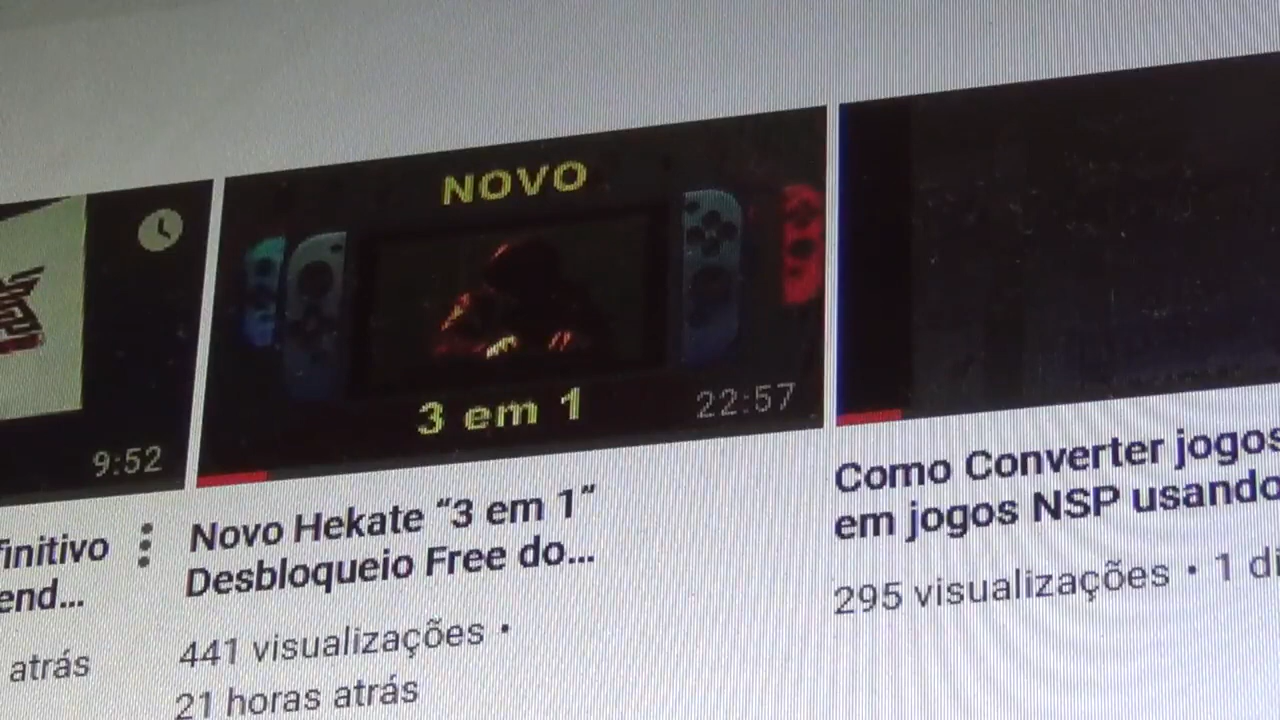 NOVO
3 em 1
22:57
9:52
finitivo
end...
atrás
Novo Hekate “3 em 1”
Desbloqueio Free do...
441 visualizações •
21 horas atrás
Como Converter jogos
em jogos NSP usando
295 visualizações • 1 di